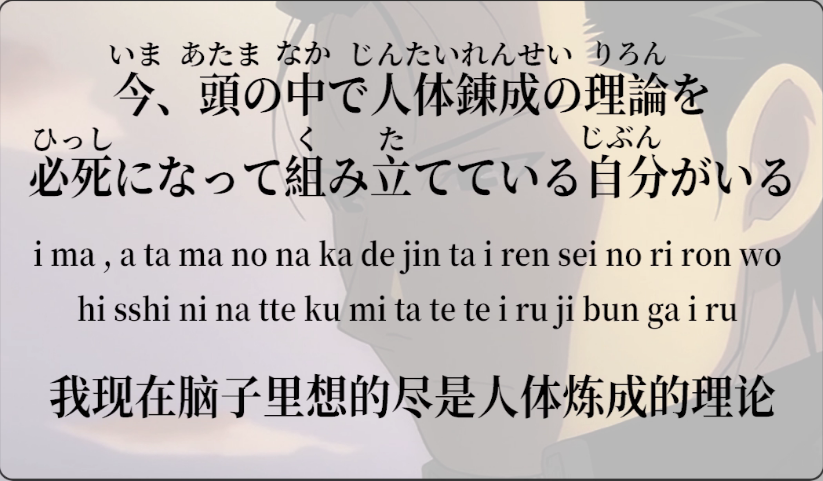 いま あたま なか じんたいれんせい りろん
今、頭の中で人体錬成の理論を
ひっし く た じぶん
必死になって組み立てている自分がいる
i ma , a ta ma no na ka de jin ta i ren sei no ri ron wo
hi sshi ni na tte ku mi ta te te i ru ji bun ga i ru
我现在脑子里想的尽是人体炼成的理论